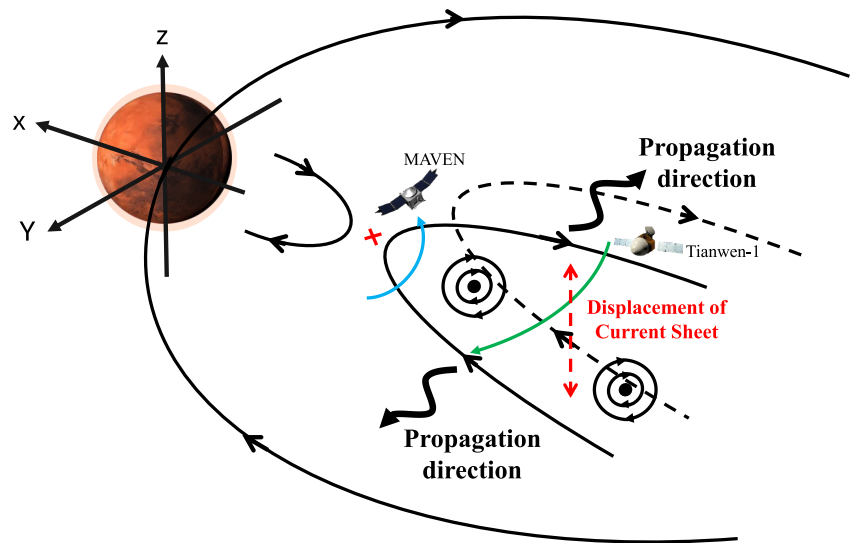 z
x
Y
MAVEN
Propagation
direction
Tianwen-1
Displacement of
Current Sheet
Propagation
direction